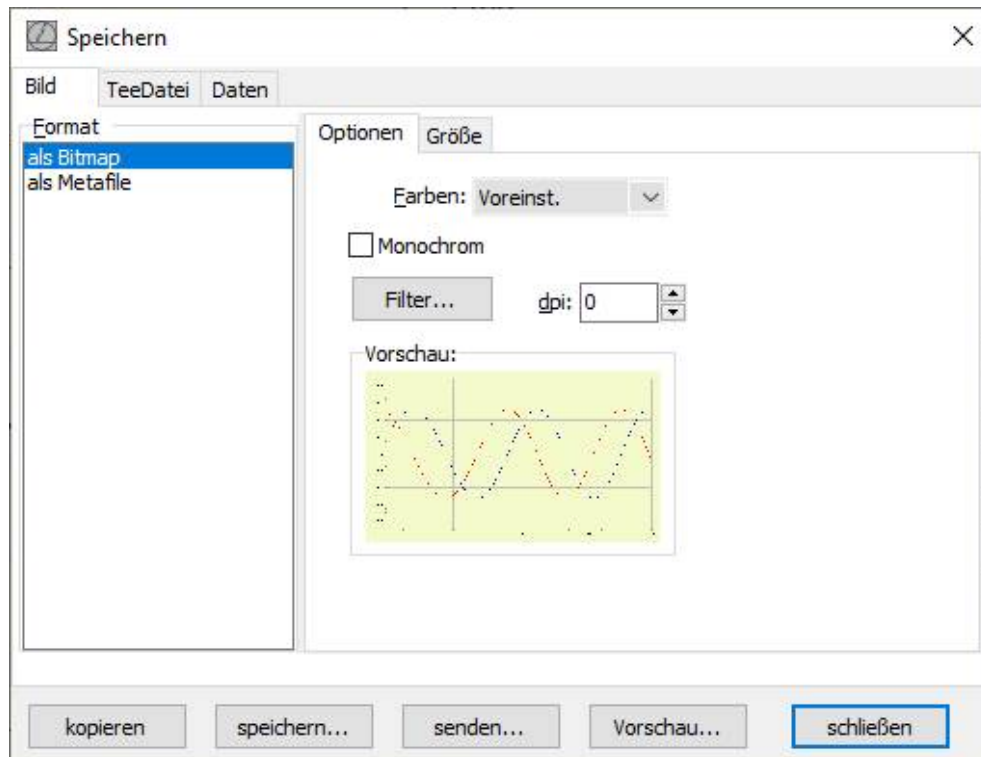 Speichern
Bild TeeDatei Daten
Format
als Bitmap
als Metafile
Optionen Größe
Farben: Voreinst.
Monochrom
Filter... dpi: 0
Vorschau:
kopieren speichern... senden... Vorschau... schließen